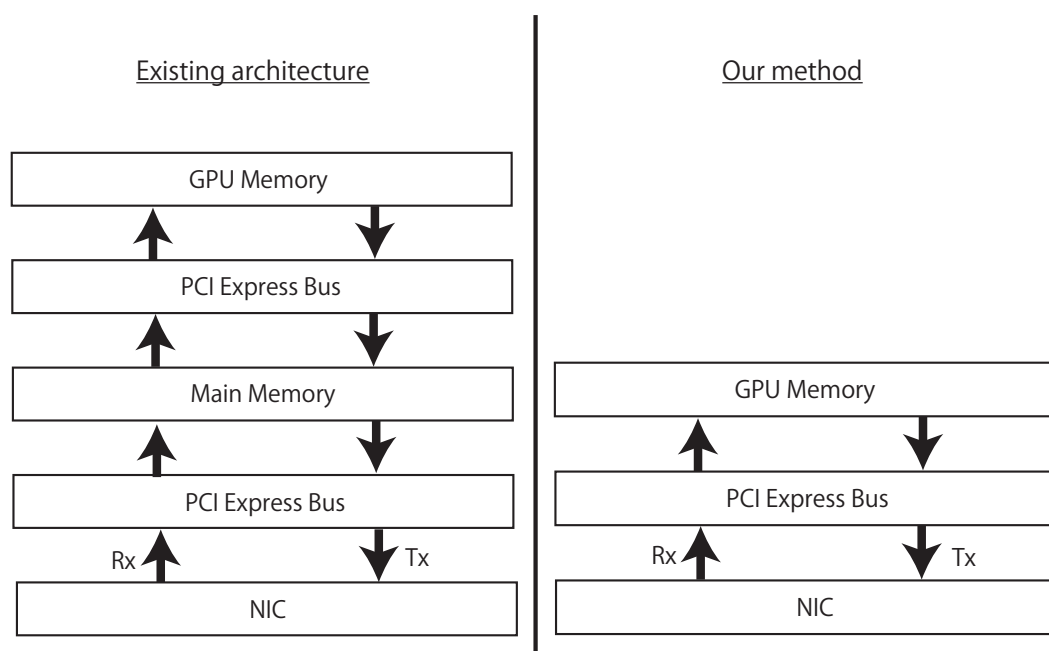 Existing architecture
GPU Memory
PCI Express Bus
Main Memory
PCI Express Bus
Rx
Tx
NIC
Our method
GPU Memory
PCI Express Bus
Rx
Tx
NIC